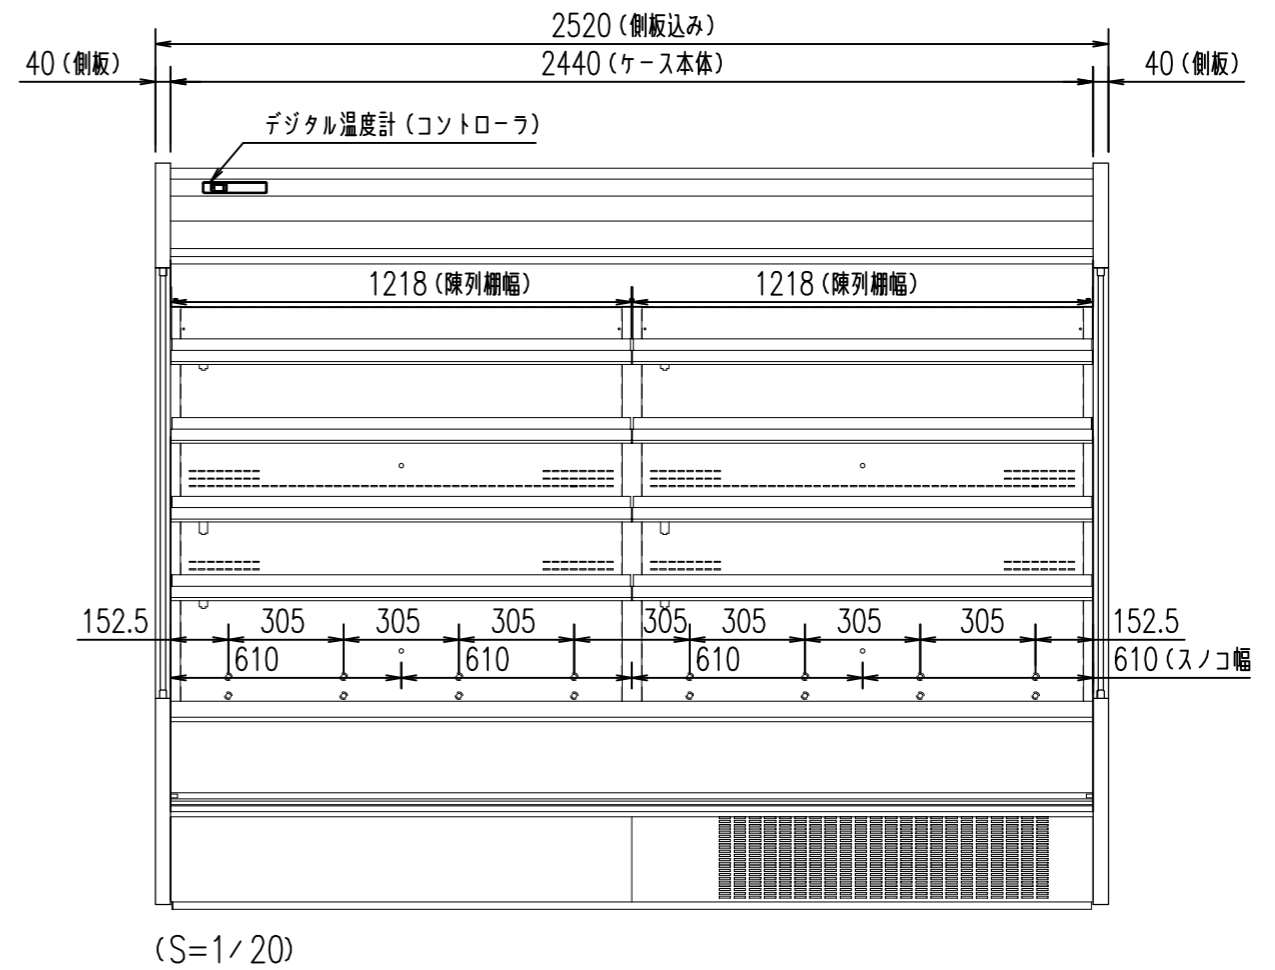 2520(側板込み)
40(側板)
2440(ケース本体)
40(側板)
デジタル温度計(コントローラ)
1218(陳列棚幅)
1218(陳列棚幅)
152.5
305
305
305
305
305
305
305
152.5
610
610
610
610(スノコ幅
(S=1/20)